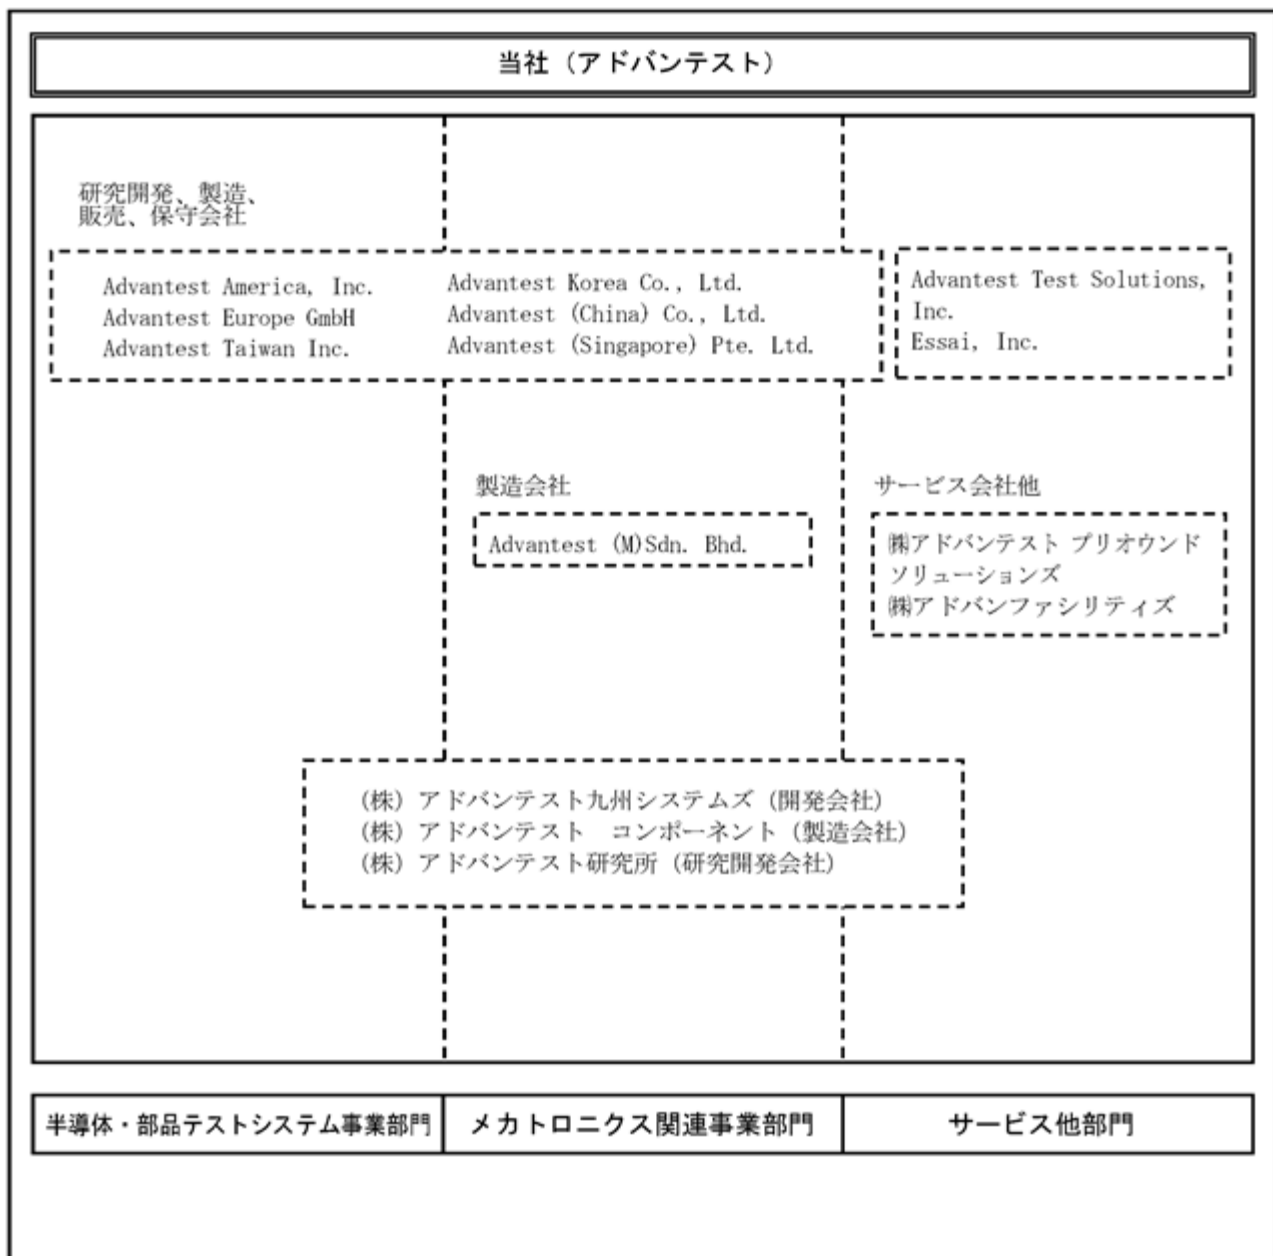 当社（アドバンテスト）
研究開発、製造、
販売、保守会社
Advantest America, Inc.
Advantest Europe GmbH
Advantest Taiwan Inc.
Advantest Korea Co., Ltd.
Advantest (China) Co., Ltd.
Advantest (Singapore) Pte. Ltd.
Advantest Test Solutions,
Inc.
Essai, Inc.
製造会社
Advantest (M)Sdn. Bhd.
サービス会社他
㈱アドバンテスト プリオウンド
ソリューションズ
㈱アドバンファシリティズ
（株）アドバンテスト九州システムズ（開発会社）
（株）アドバンテスト　コンポーネント（製造会社）
（株）アドバンテスト研究所（研究開発会社）
半導体・部品テストシステム事業部門
メカトロニクス関連事業部門
サービス他部門